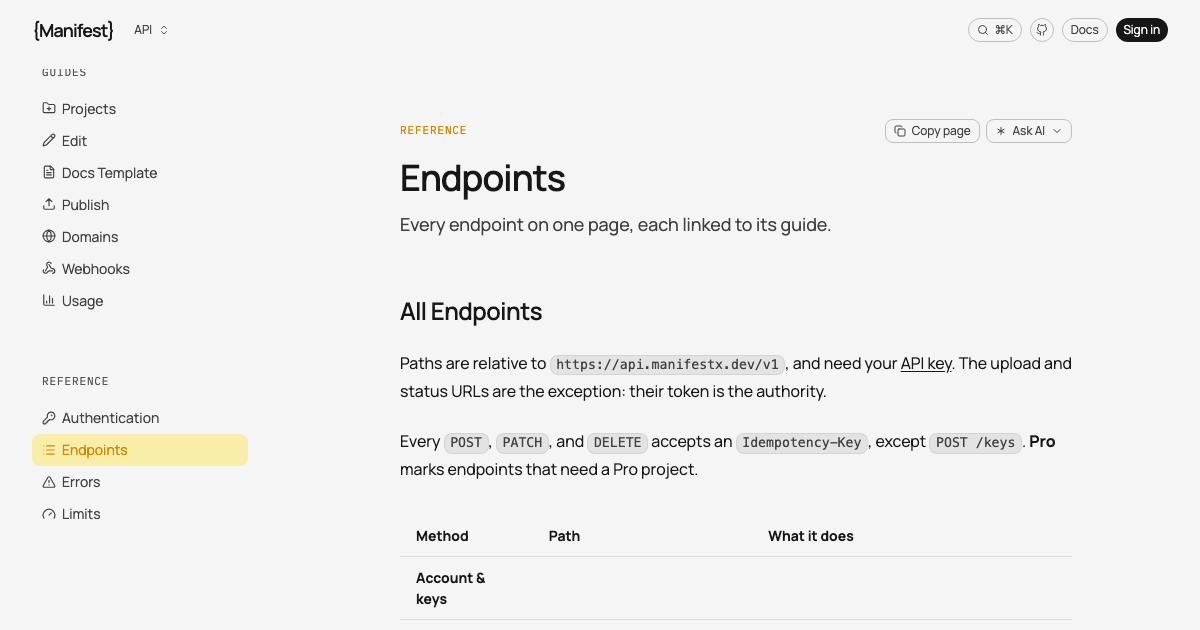 {Manifest}
API
⌘K
Docs
Sign in
GUIDES
Projects
Edit
Docs Template
Publish
Domains
Webhooks
Usage
REFERENCE
Authentication
Endpoints
Errors
Limits
REFERENCE
Copy page
Ask AI
Endpoints
Every endpoint on one page, each linked to its guide.
All Endpoints
Paths are relative to https://api.manifestx.dev/v1, and need your API key. The upload and
status URLs are the exception: their token is the authority.
Every POST, PATCH, and DELETE accepts an Idempotency-Key, except POST /keys. Pro
marks endpoints that need a Pro project.
Method Path What it does
Account &
keys